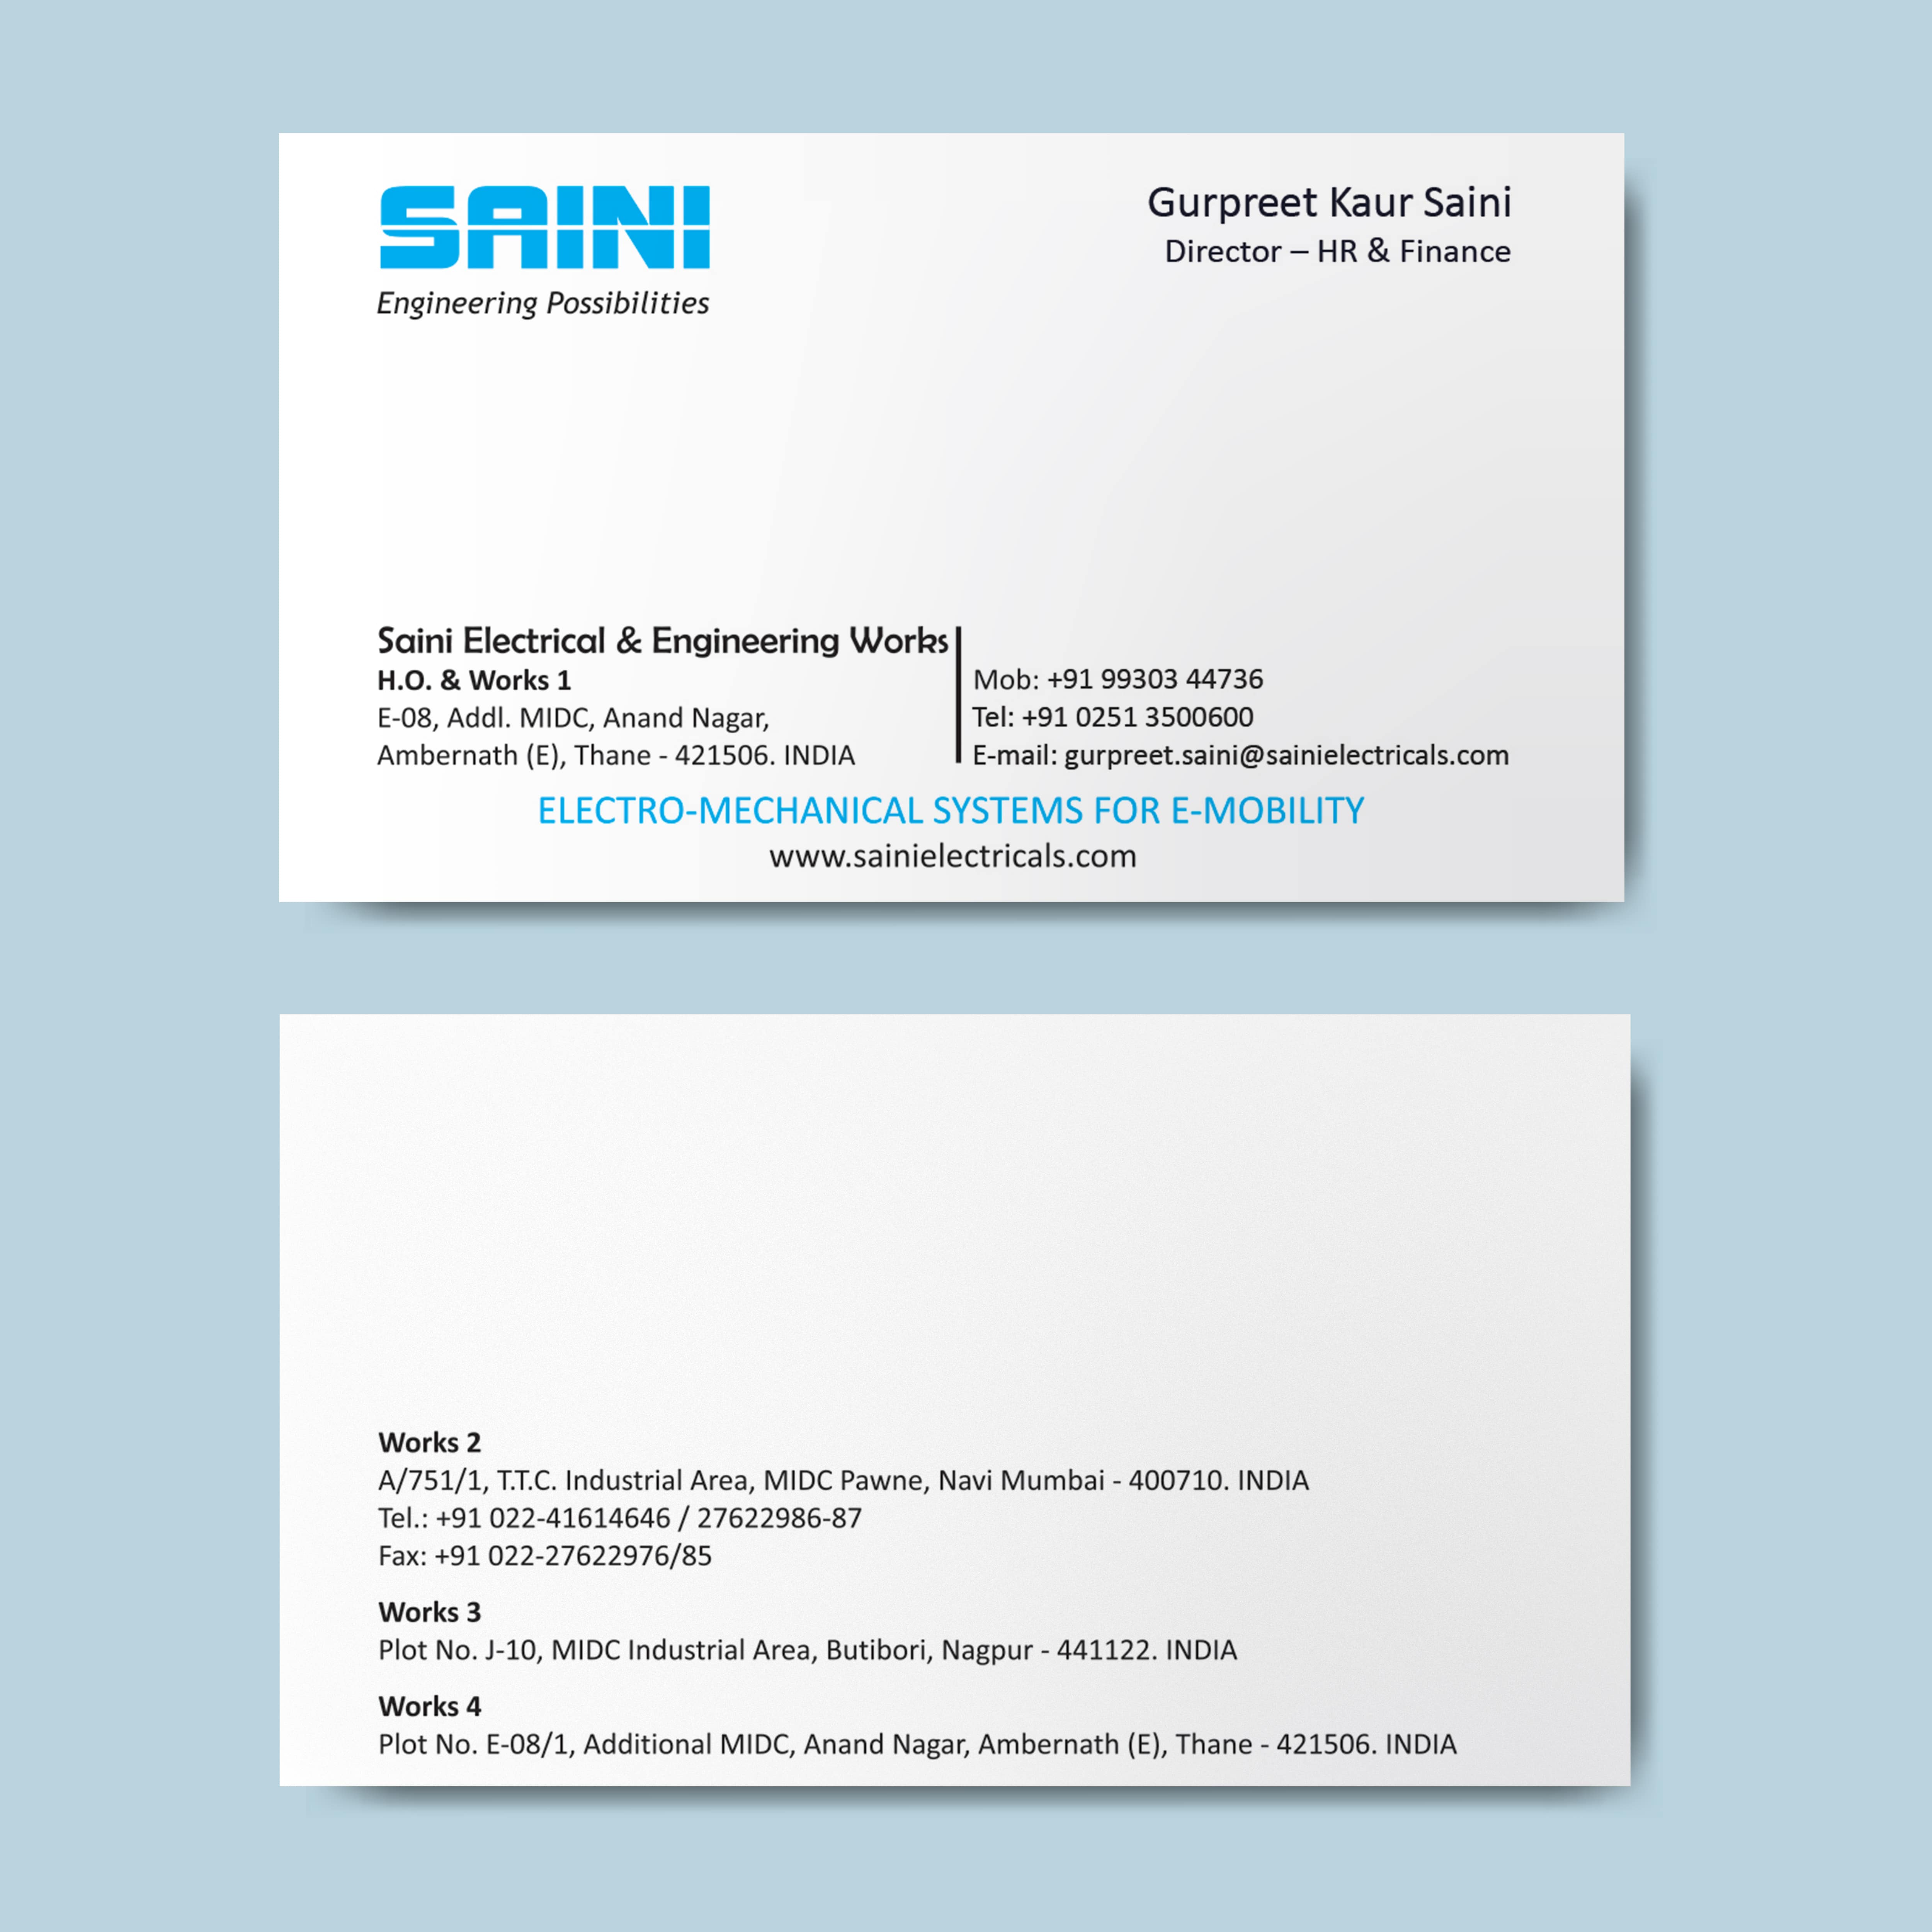 SAINI
Engineering Possibilities
Gurpreet Kaur Saini
Director – HR & Finance
Saini Electrical & Engineering Works
H.O. & Works 1
E-08, Addl. MIDC, Anand Nagar,
Ambernath (E), Thane - 421506. INDIA
Mob: +91 99303 44736
Tel: +91 0251 3500600
E-mail: gurpreet.saini@sainielectricals.com
ELECTRO-MECHANICAL SYSTEMS FOR E-MOBILITY
www.sainielectricals.com
Works 2
A/751/1, T.T.C. Industrial Area, MIDC Pawne, Navi Mumbai - 400710. INDIA
Tel.: +91 022-41614646 / 27622986-87
Fax: +91 022-27622976/85
Works 3
Plot No. J-10, MIDC Industrial Area, Butibori, Nagpur - 441122. INDIA
Works 4
Plot No. E-08/1, Additional MIDC, Anand Nagar, Ambernath (E), Thane - 421506. INDIA